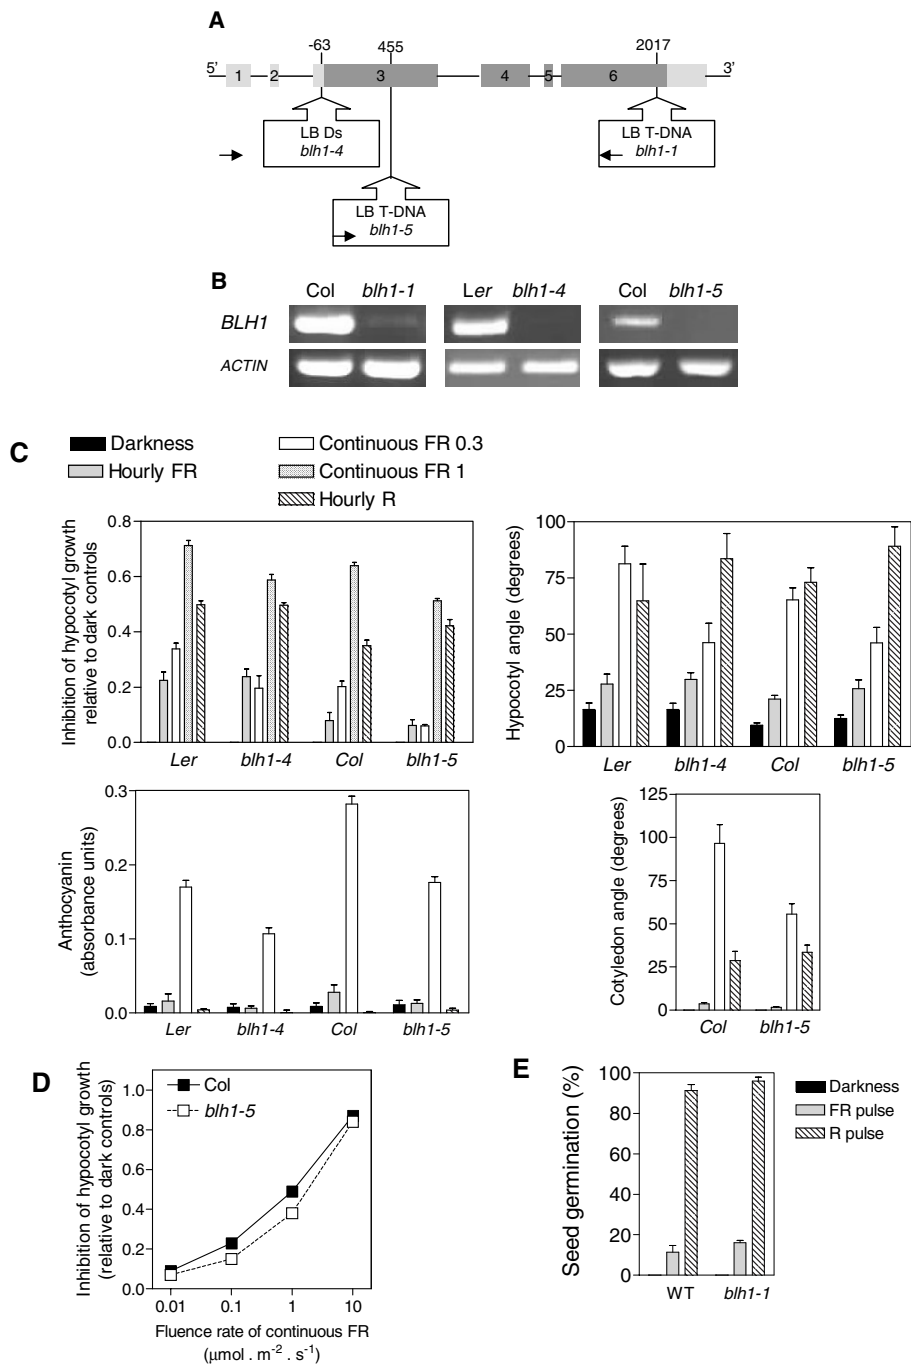 A
-63 455 2017
5' 1 2 3 4 5 6 3'
LB Ds
blh1-4
LB T-DNA
blh1-1
LB T-DNA
blh1-5
B
Col blh1-1 Ler blh1-4 Col blh1-5
BLH1
ACTIN
C
Darkness
Hourly FR
Continuous FR 0.3
Continuous FR 1
Hourly R
Inhibition of hypocotyl growth
relative to dark controls
0.8
0.6
0.4
0.2
0.0
Ler blh1-4 Col blh1-5
Hypocotyl angle (degrees)
100
75
50
25
0
Ler blh1-4 Col blh1-5
Anthocyanin
(absorbance units)
0.3
0.2
0.1
0.0
Ler blh1-4 Col blh1-5
Cotyledon angle (degrees)
125
100
75
50
25
0
Col blh1-5
D
Inhibition of hypocotyl growth
(relative to dark controls)
1.0
0.8
0.6
0.4
0.2
0.0
Col
blh1-5
0.01 0.1 1 10
Fluence rate of continuous FR
(μmol . m-2 . s-1)
E
Seed germination (%)
100
80
60
40
20
0
WT blh1-1
Darkness
FR pulse
R pulse